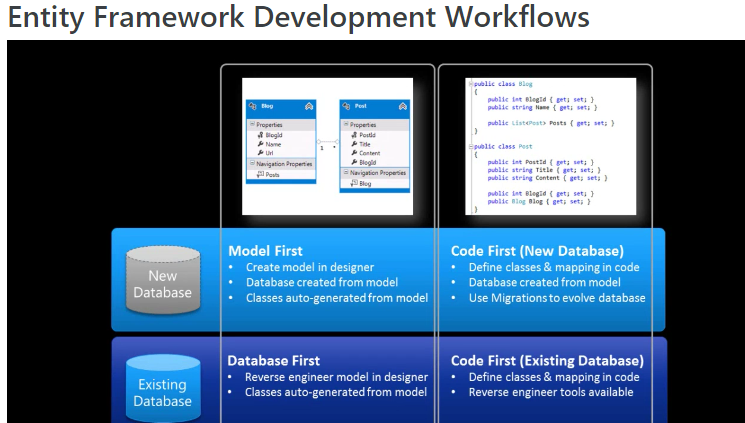 Entity Framework Development Workflows
Blog
Properties
BlogId
Name
Url
Navigation Properties
Posts
1
*
Post
Properties
PostId
Title
Content
BlogId
Navigation Properties
Blog
public class Blog
{
public int BlogId { get; set; }
public string Name { get; set; }
public List<Post> Posts { get; set; }
}
public class Post
{
public int PostId { get; set; }
public string Title { get; set; }
public string Content { get; set; }
public int BlogId { get; set; }
public Blog Blog { get; set; }
}
New
Database
Model First
• Create model in designer
• Database created from model
• Classes auto-generated from model
Code First (New Database)
• Define classes & mapping in code
• Database created from model
• Use Migrations to evolve database
Existing
Database
Database First
• Reverse engineer model in designer
• Classes auto-generated from model
Code First (Existing Database)
• Define classes & mapping in code
• Reverse engineer tools available